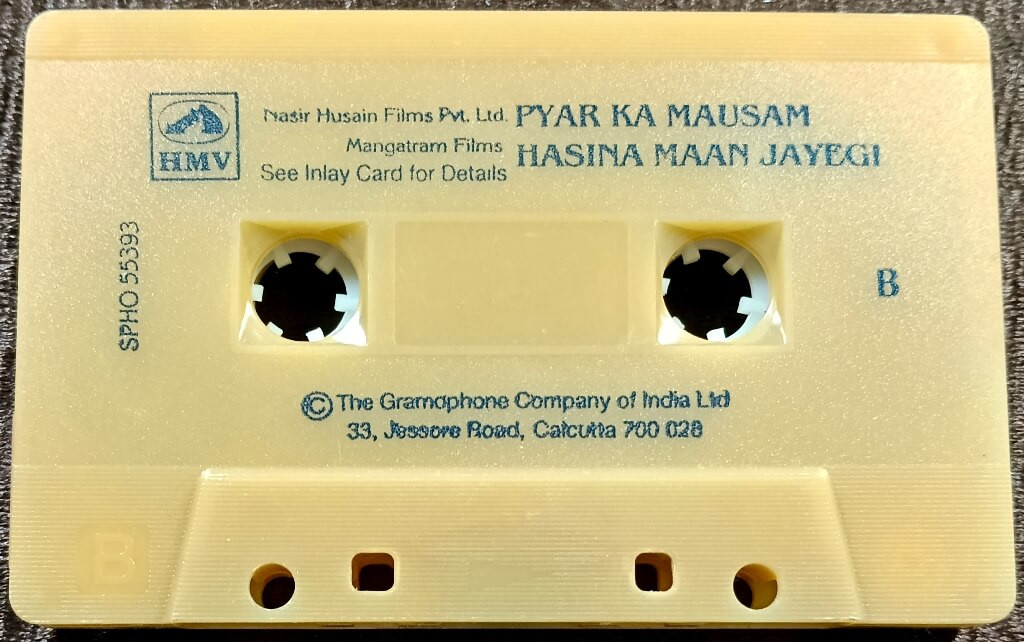 HMV
Nasir Husain Films Pvt. Ltd. PYAR KA MAUSAM
Mangatram Films HASINA MAAN JAYEGI
See Inlay Card for Details
SPHO 55393
B
© The Gramophone Company of India Ltd
33, Jessore Road, Calcutta 700 028
B